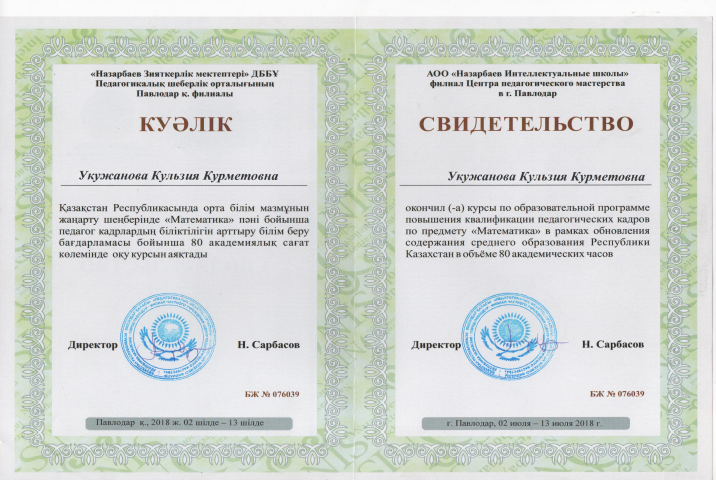 «Назарбаев Зияткерлік мектептері» ДББҰ
Педагогикалық шеберлік орталығының
Павлодар қ. филиалы
КУӘЛІК
Укужанова Кульзия Курметовна
Қазақстан Республикасында орта білім мазмұнын
жаңарту шеңберінде «Математика» пәні бойынша
педагог кадрлардың біліктілігін арттыру білім беру
бағдарламасы бойынша 80 академиялық сағат
көлемінде оқу курсын аяқтады
Директор Н. Сарбасов
БЖ № 076039
Павлодар қ., 2018 ж. 02 шілде – 13 шілде
АОО «Назарбаев Интеллектуальные школы»
филиал Центра педагогического мастерства
в г. Павлодар
СВИДЕТЕЛЬСТВО
Укужанова Кульзия Курметовна
окончил (-а) курсы по образовательной программе
повышения квалификации педагогических кадров
по предмету «Математика» в рамках обновления
содержания среднего образования Республики
Казахстан в объёме 80 академических часов
Директор Н. Сарбасов
БЖ № 076039
г. Павлодар, 02 июля – 13 июля 2018 г.